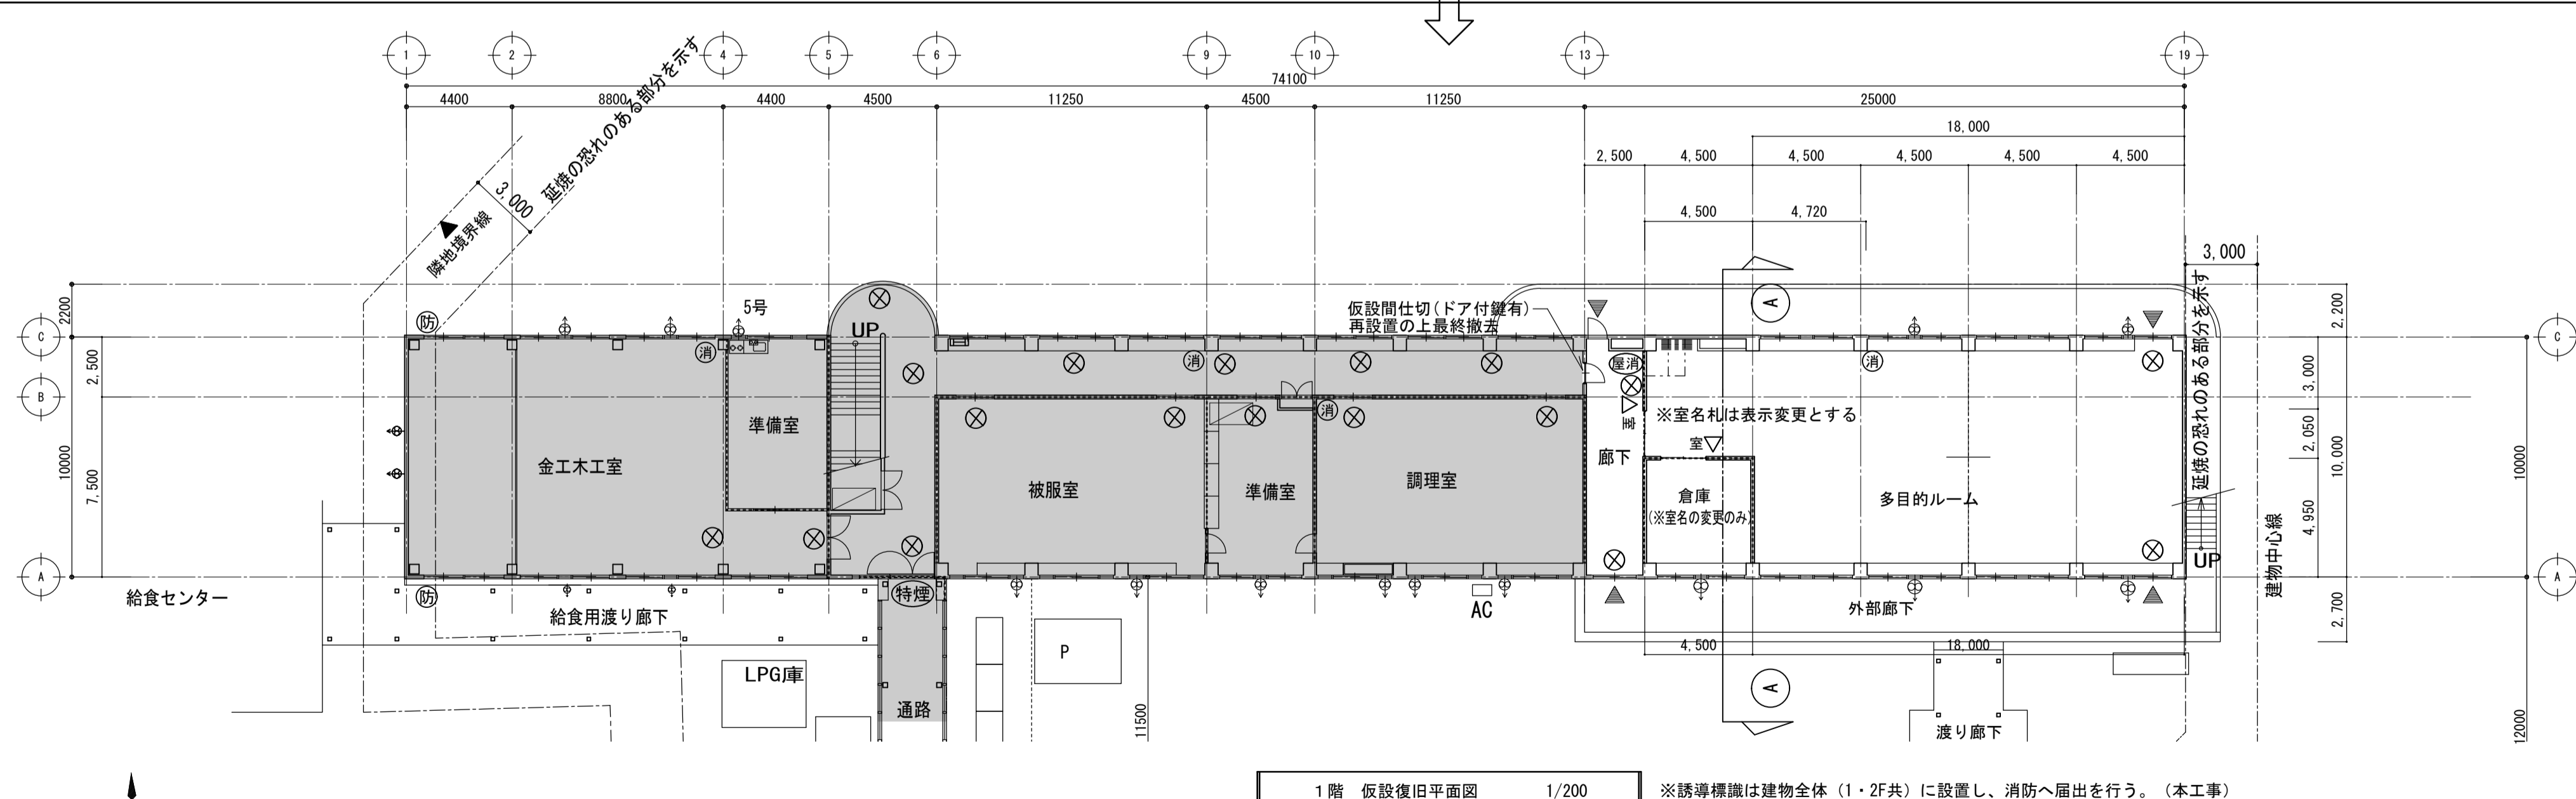 1 2 4 5 6 9 10 13 19
74100
4400 8800 4400 4500 11250 4500 11250 25000
18,000
2,500 4,500 4,500 4,500 4,500 4,500
4,500 4,720
3,000
延焼の恐れのある部分を示す
隣地境界線
3,000
延焼の恐れのある部分を示す
建物中心線
2200
2,500
10000
7,500
C
B
A
防
5号
UP
消
仮設間仕切(ドア付鍵有)
再設置の上最終撤去
消
屋消
消
A
C
A
2,200
3,000
2,050
10,000
4,950
2,700
10000
12000
準備室
金工木工室
被服室
準備室
消
調理室
室
※室名札は表示変更とする
室
廊下
倉庫
(※室名の変更のみ)
多目的ルーム
UP
給食センター
防
給食用渡り廊下
特煙
AC
外部廊下
4,500 18,000
LPG庫
P
通路
11500
A
渡り廊下
1階 仮設復旧平面図 1/200
※誘導標識は建物全体(1・2F共)に設置し、消防へ届出を行う。(本工事)